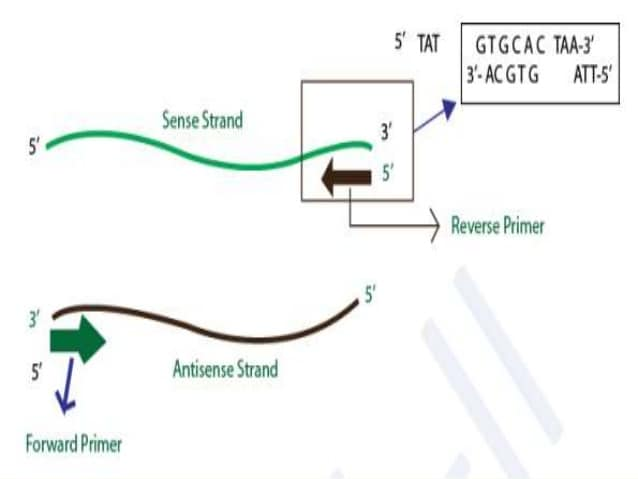 5' TAT GTGCAC TAA-3'
3'- ACGTG ATT-5'
Sense Strand
5'
3'
5'
Reverse Primer
3'
5'
5'
Antisense Strand
Forward Primer